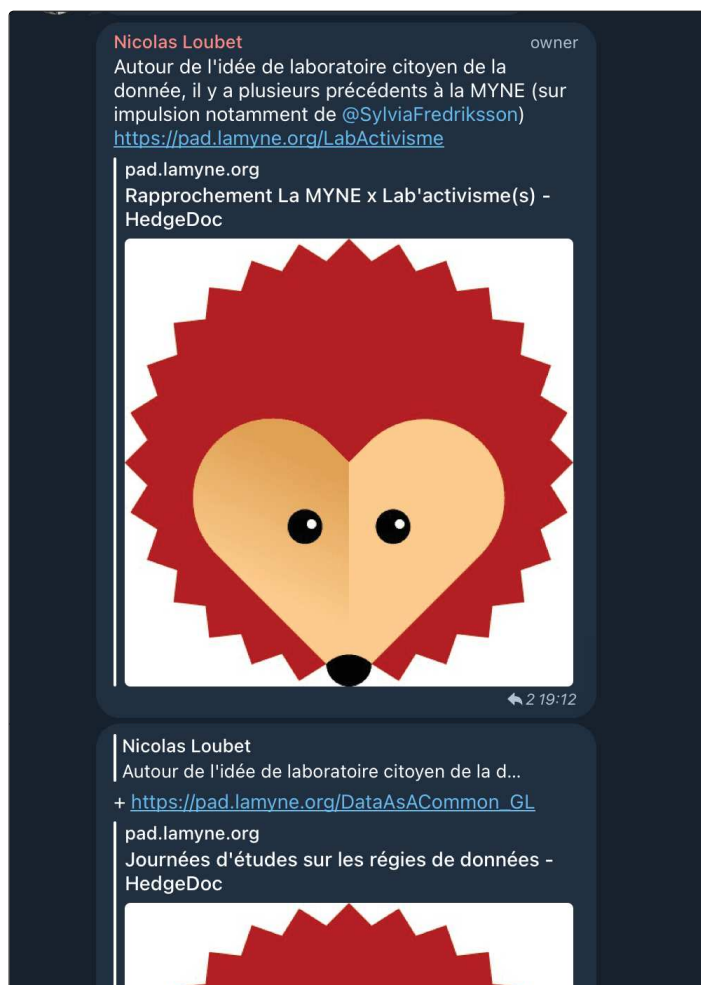 Nicolas Loubet owner
Autour de l'idée de laboratoire citoyen de la
donnée, il y a plusieurs précédents à la MYNE (sur
impulsion notamment de @SylviaFredriksson)
https://pad.lamyne.org/LabActivisme
pad.lamyne.org
Rapprochement La MYNE x Lab'activisme(s) -
HedgeDoc
2 19:12
Nicolas Loubet
Autour de l'idée de laboratoire citoyen de la d...
+ https://pad.lamyne.org/DataAsACommon_GL
pad.lamyne.org
Journées d'études sur les régies de données -
HedgeDoc